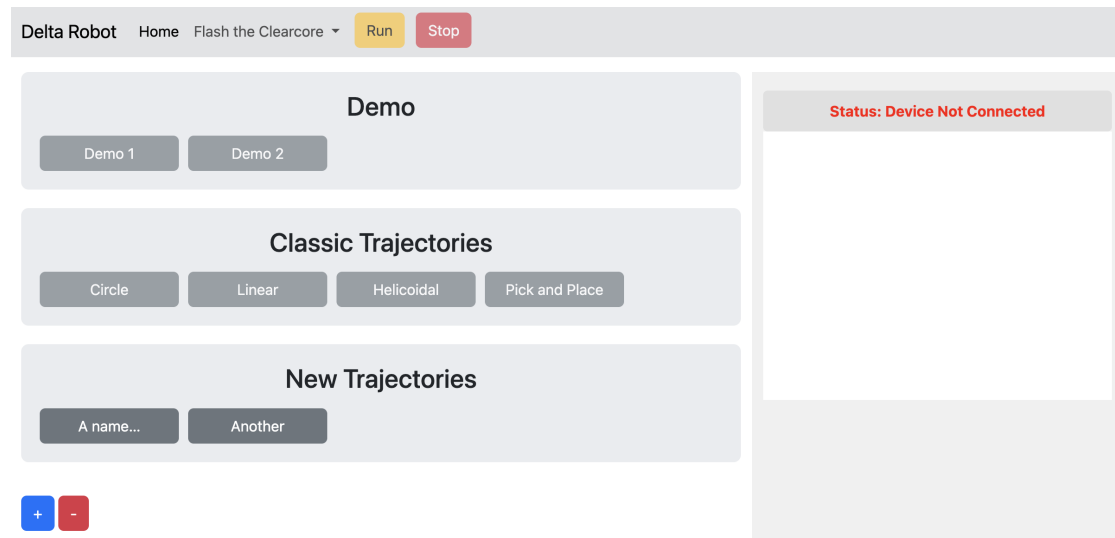 Delta Robot Home Flash the Clearcore Run Stop
Demo
Demo 1 Demo 2
Classic Trajectories
Circle Linear Helicoidal Pick and Place
New Trajectories
A name... Another
+ -
Status: Device Not Connected